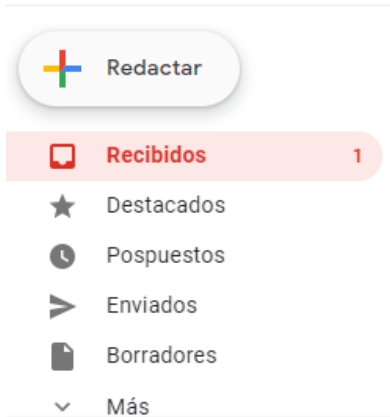 Redactar
Recibidos 1
Destacados
Pospuestos
Enviados
Borradores
Más